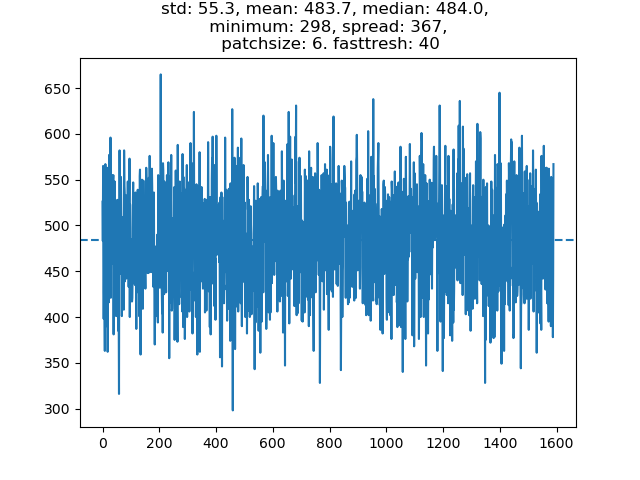 std: 55.3, mean: 483.7, median: 484.0,
minimum: 298, spread: 367,
patchsize: 6. fasttresh: 40
650
600
550
500
450
400
350
300
0 200 400 600 800 1000 1200 1400 1600